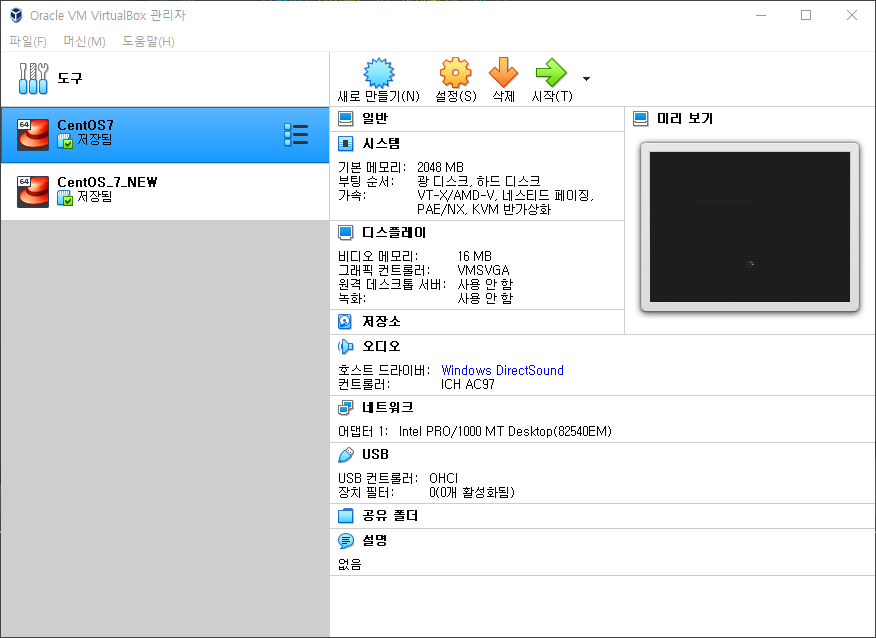 Oracle VM VirtualBox 관리자
파일(F) 머신(M) 도움말(H)
도구
새로 만들기(N) 설정(S) 삭제 시작(T)
64
CentOS7
저장됨
64
CentOS_7_NEW
저장됨
일반
시스템
기본 메모리: 2048 MB
부팅 순서: 광 디스크, 하드 디스크
가속: VT-X/AMD-V, 네스티드 페이징,
PAE/NX, KVM 반가상화
디스플레이
비디오 메모리: 16 MB
그래픽 컨트롤러: VMSVGA
원격 데스크톱 서버: 사용 안 함
녹화: 사용 안 함
저장소
오디오
호스트 드라이버: Windows DirectSound
컨트롤러: ICH AC97
네트워크
어댑터 1: Intel PRO/1000 MT Desktop(82540EM)
USB
USB 컨트롤러: OHCI
장치 필터: 0(0개 활성화됨)
공유 폴더
설명
없음
미리 보기